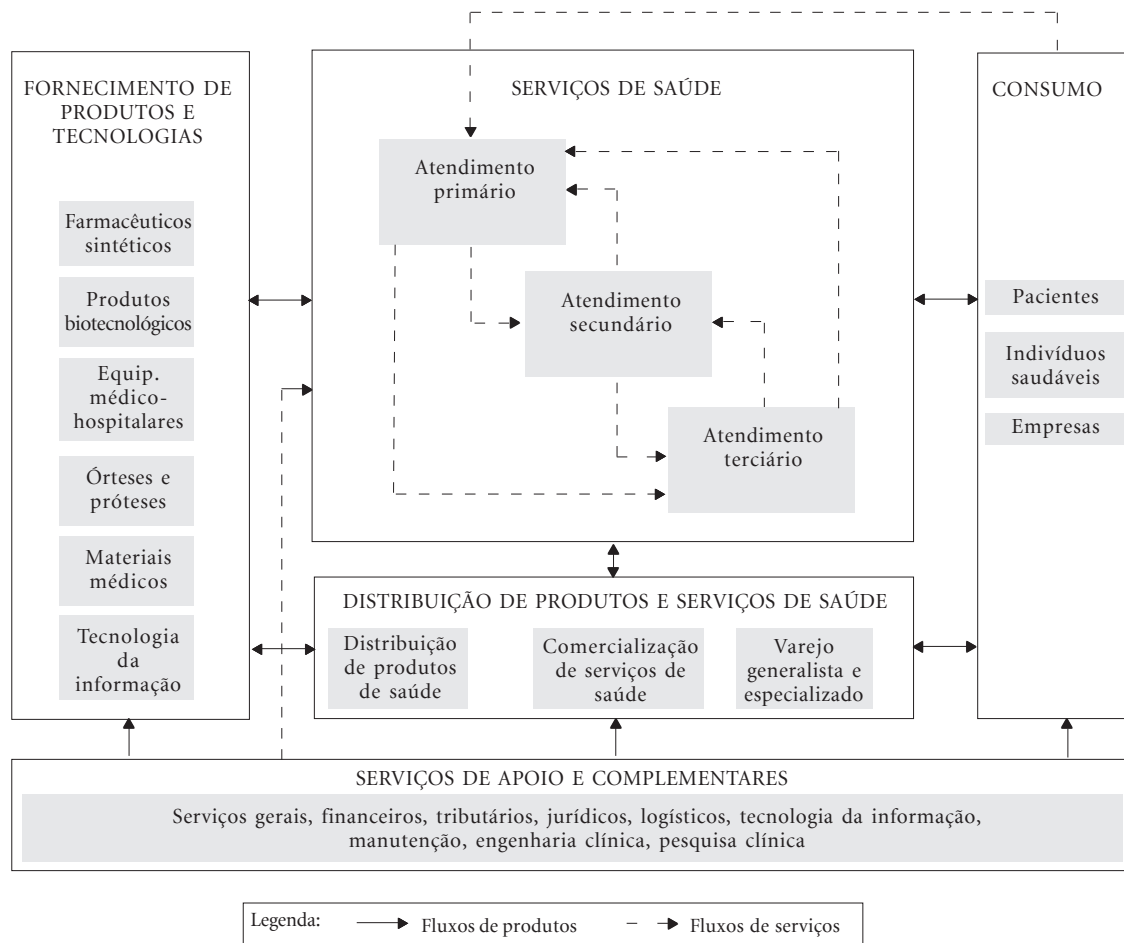 FORNECIMENTO DE
PRODUTOS E
TECNOLOGIAS
Farmacêuticos
sintéticos
Produtos
biotecnológicos
Equip.
médico-
hospitalares
Órteses e
próteses
Materiais
médicos
Tecnologia
da
informação
SERVIÇOS DE SAÚDE
Atendimento
primário
Atendimento
secundário
Atendimento
terciário
CONSUMO
Pacientes
Indivíduos
saudáveis
Empresas
DISTRIBUIÇÃO DE PRODUTOS E SERVIÇOS DE SAÚDE
Distribuição
de produtos
de saúde
Comercialização
de serviços de
saúde
Varejo
generalista e
especializado
SERVIÇOS DE APOIO E COMPLEMENTARES
Serviços gerais, financeiros, tributários, jurídicos, logísticos, tecnologia da informação,
manutenção, engenharia clínica, pesquisa clínica
Legenda: Fluxos de produtos Fluxos de serviços